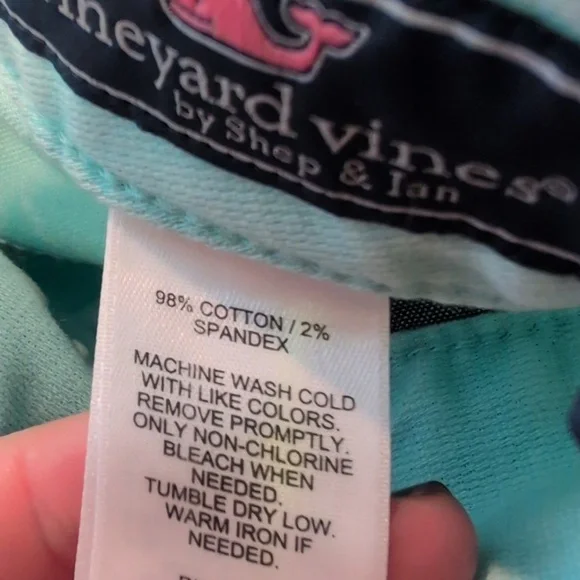 vineyard vines®
by Shep & Ian
98% COTTON / 2%
SPANDEX
MACHINE WASH COLD
WITH LIKE COLORS.
REMOVE PROMPTLY.
ONLY NON-CHLORINE
BLEACH WHEN
NEEDED.
TUMBLE DRY LOW.
WARM IRON IF
NEEDED.